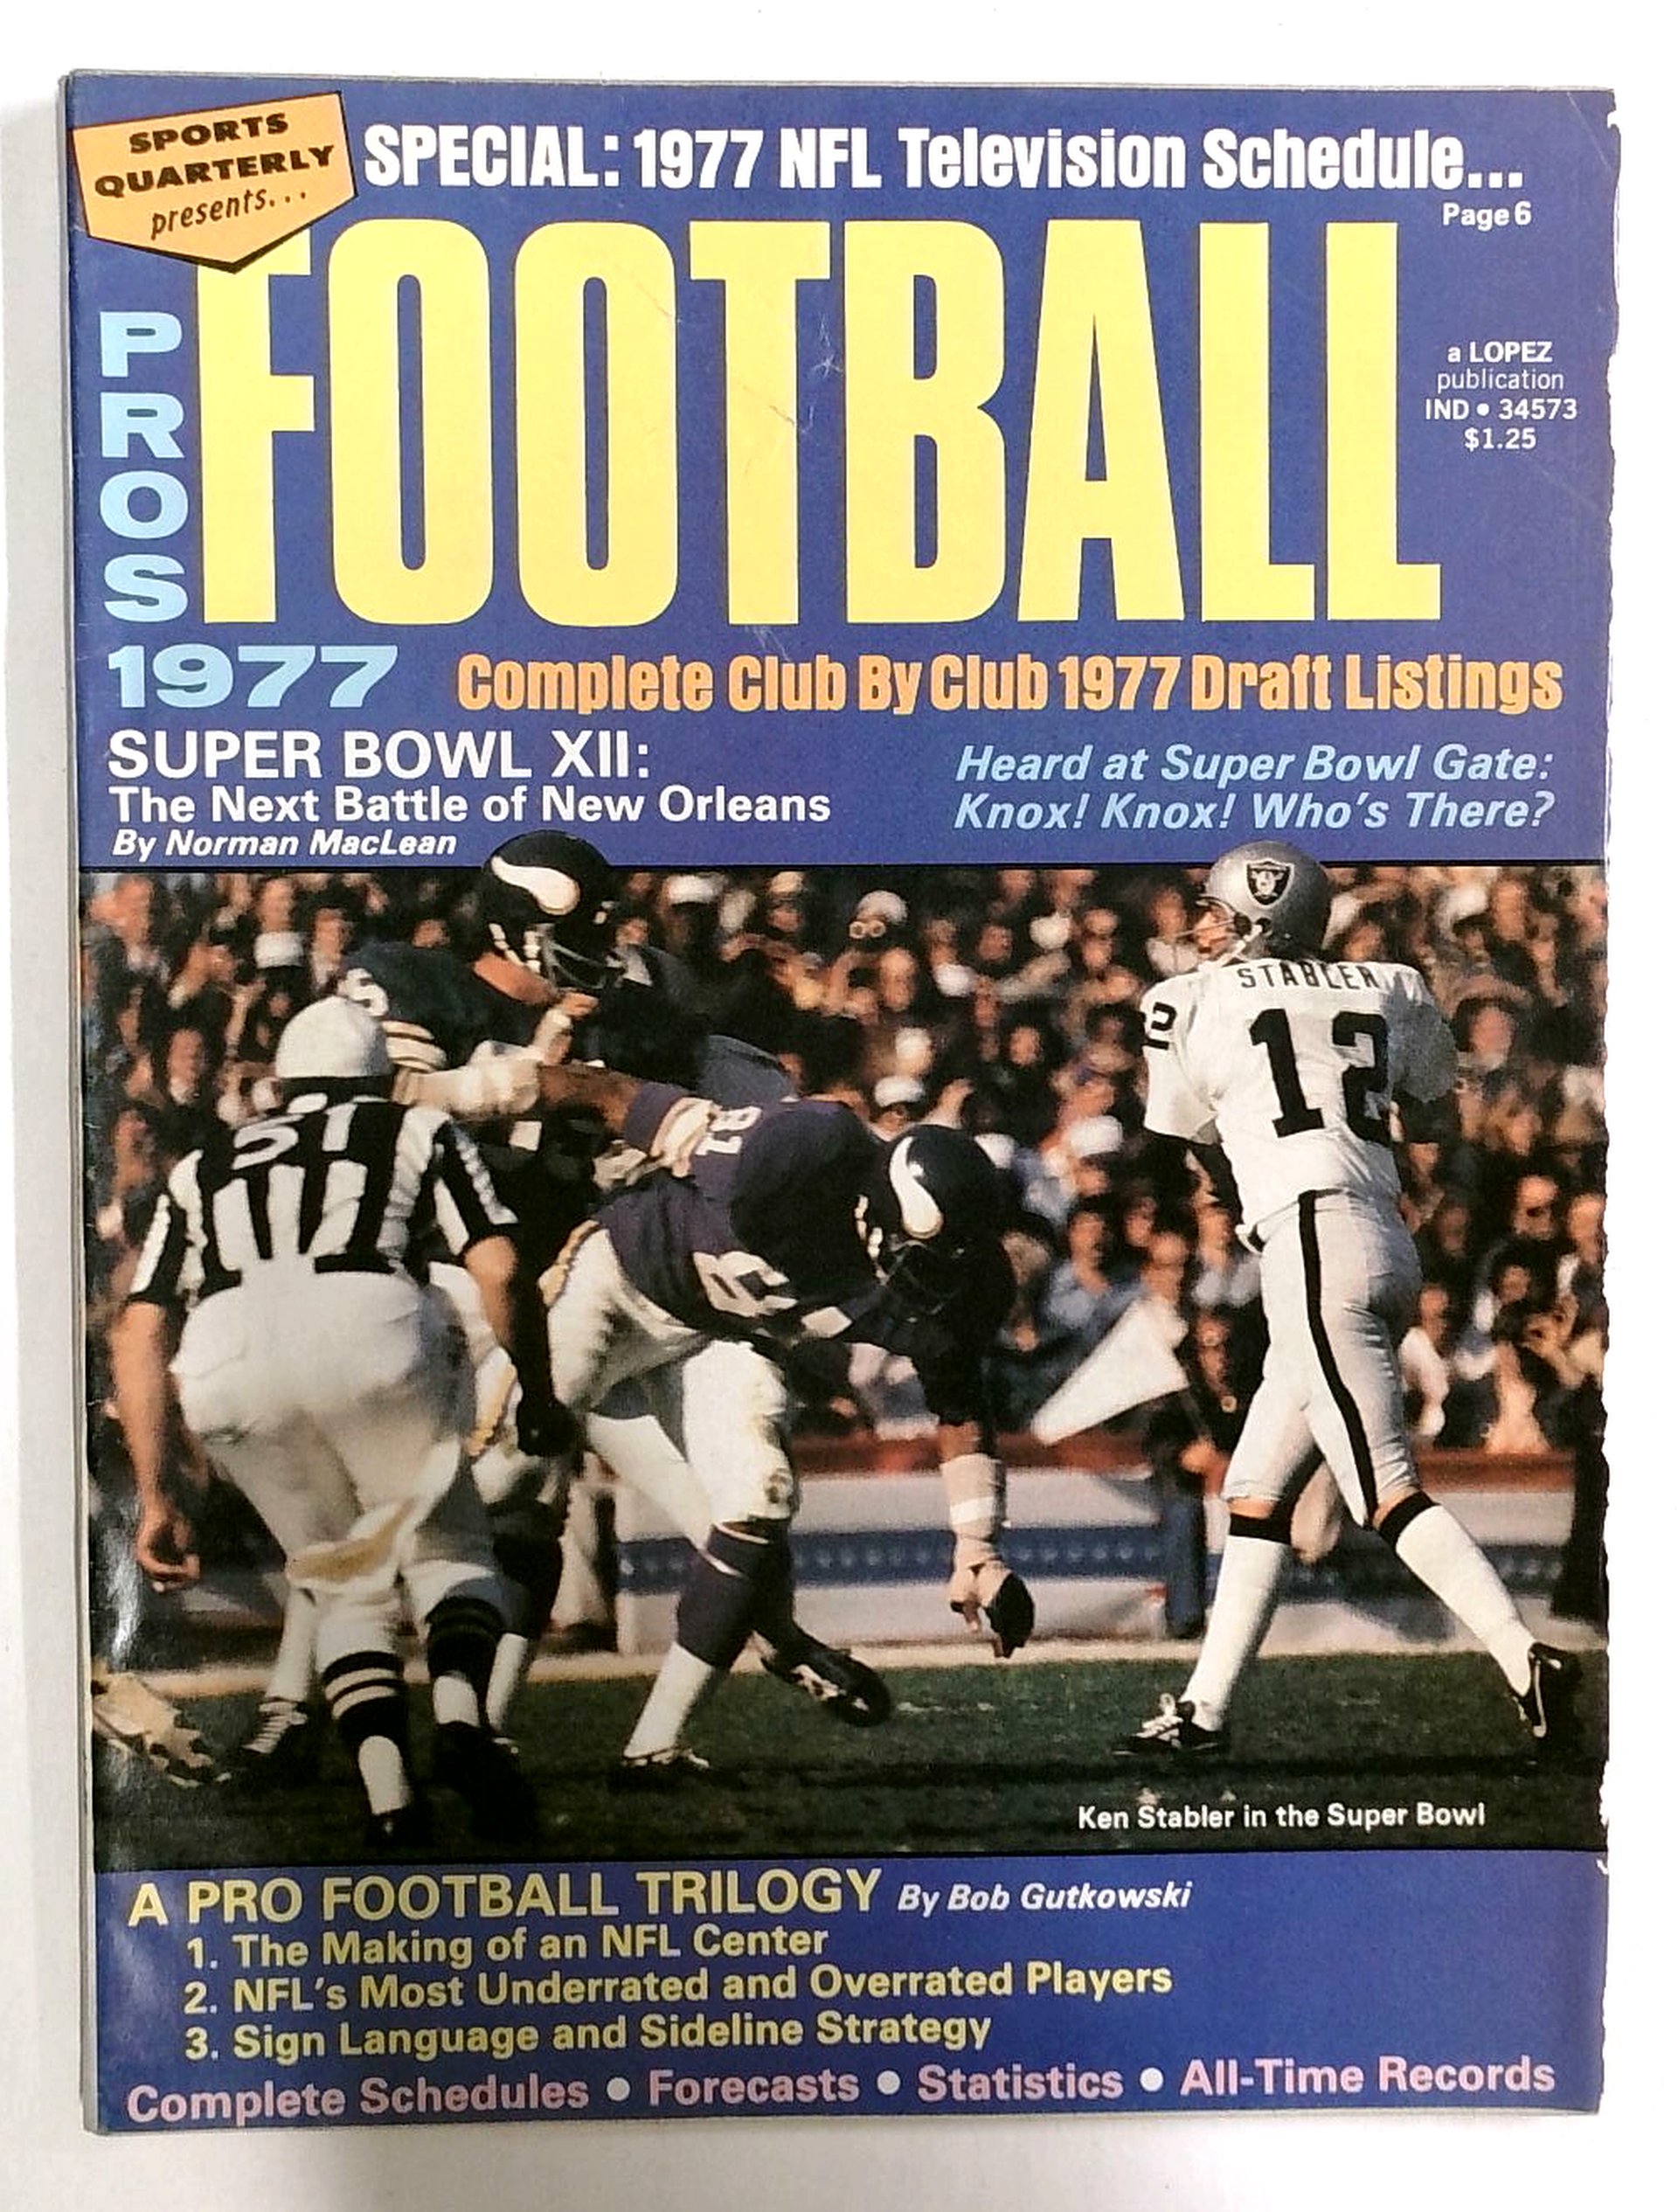 SPORTS
QUARTERLY
presents...
SPECIAL: 1977 NFL Television Schedule...
Page 6
PROS
FOOTBALL
a LOPEZ
publication
IND • 34573
$1.25
1977
Complete Club By Club 1977 Draft Listings
SUPER BOWL XII:
The Next Battle of New Orleans
By Norman MacLean
Heard at Super Bowl Gate:
Knox! Knox! Who's There?
STABLER
12
2
51
81
8
Ken Stabler in the Super Bowl
A PRO FOOTBALL TRILOGY By Bob Gutkowski
1. The Making of an NFL Center
2. NFL's Most Underrated and Overrated Players
3. Sign Language and Sideline Strategy
Complete Schedules • Forecasts • Statistics • All-Time Records